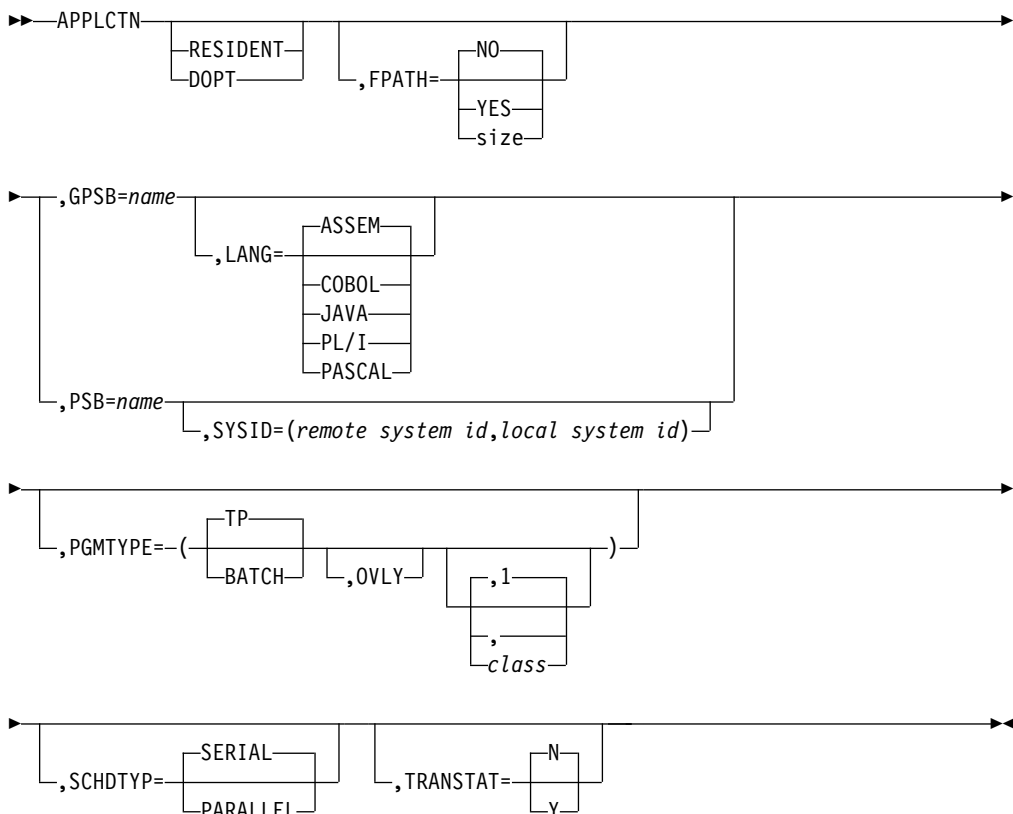 APPLCTN
RESIDENT
DOPT
,FPATH=
NO
YES
size
,GPSB=name
,LANG=
ASSEM
COBOL
JAVA
PL/I
PASCAL
,PSB=name
,SYSID=(remote system id,local system id)
,PGMTYPE=(
TP
BATCH
,OVLY
,1
,
class
)
,SCHDTYP=
SERIAL
PARALLEL
,TRANSTAT=
N
Y